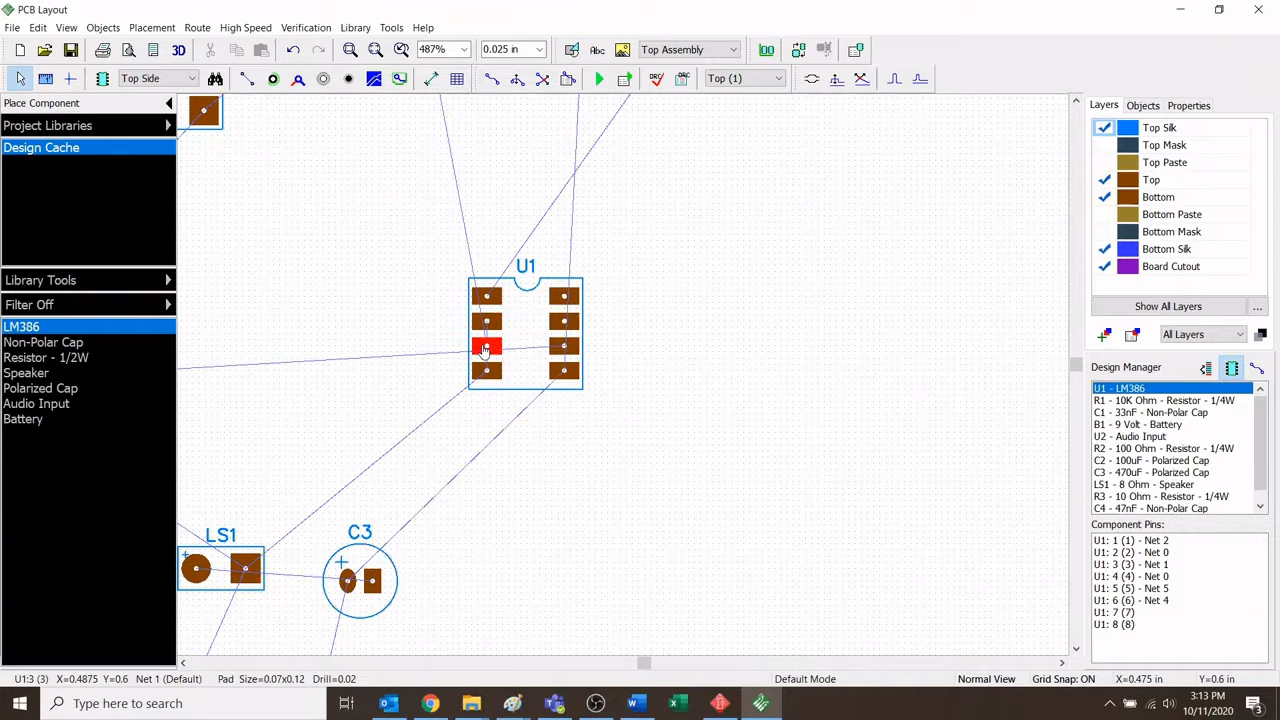 PCB Layout
File Edit View Objects Placement Route High Speed Verification Library Tools Help
3D 487% 0.025 in Abc Top Assembly
Top Side DRC Top (1)
Place Component
Project Libraries
Design Cache
Library Tools
Filter Off
LM386
Non-Polar Cap
Resistor - 1/2W
Speaker
Polarized Cap
Audio Input
Battery
U1
LS1
C3
+
+
Layers Objects Properties
Top Silk
Top Mask
Top Paste
Top
Bottom
Bottom Paste
Bottom Mask
Bottom Silk
Board Cutout
Show All Layers ...
All Layers
Design Manager
U1 - LM386
R1 - 10K Ohm - Resistor - 1/4W
C1 - 33nF - Non-Polar Cap
B1 - 9 Volt - Battery
U2 - Audio Input
R2 - 100 Ohm - Resistor - 1/4W
C2 - 100uF - Polarized Cap
C3 - 470uF - Polarized Cap
LS1 - 8 Ohm - Speaker
R3 - 10 Ohm - Resistor - 1/4W
C4 - 47nF - Non-Polar Cap
Component Pins:
U1: 1 (1) - Net 2
U1: 2 (2) - Net 0
U1: 3 (3) - Net 1
U1: 4 (4) - Net 0
U1: 5 (5) - Net 5
U1: 6 (6) - Net 4
U1: 7 (7)
U1: 8 (8)
U1:3 (3) X=0.4875 Y=0.6 Net 1 (Default) Pad Size=0.07x0.12 Drill=0.02 Default Mode Normal View Grid Snap: ON X=0.475 in Y=0.6 in
Type here to search
3:13 PM
10/11/2020
3